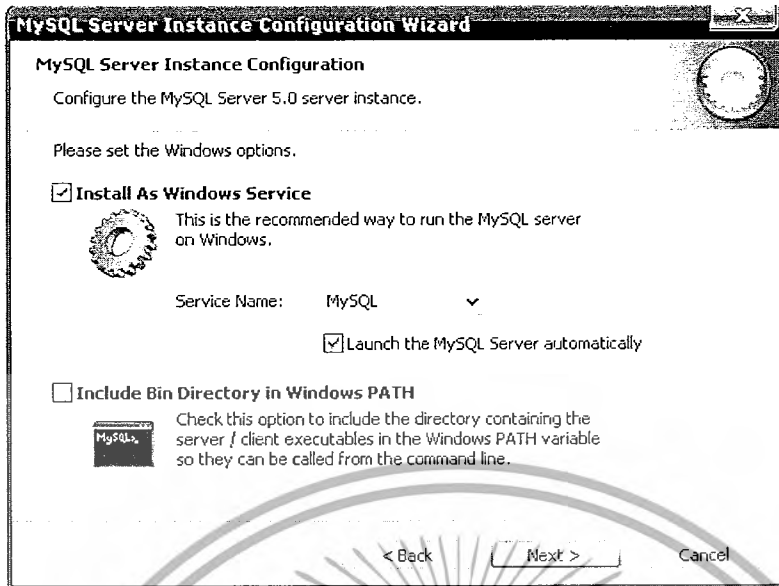 MySQL Server Instance Configuration Wizard
MySQL Server Instance Configuration
Configure the MySQL Server 5.0 server instance.
Please set the Windows options.
Install As Windows Service
This is the recommended way to run the MySQL server
on Windows.
Service Name: MySQL
Launch the MySQL Server automatically
Include Bin Directory in Windows PATH
Check this option to include the directory containing the
server / client executables in the Windows PATH variable
so they can be called from the command line.
MySQL>_
< Back Next > Cancel